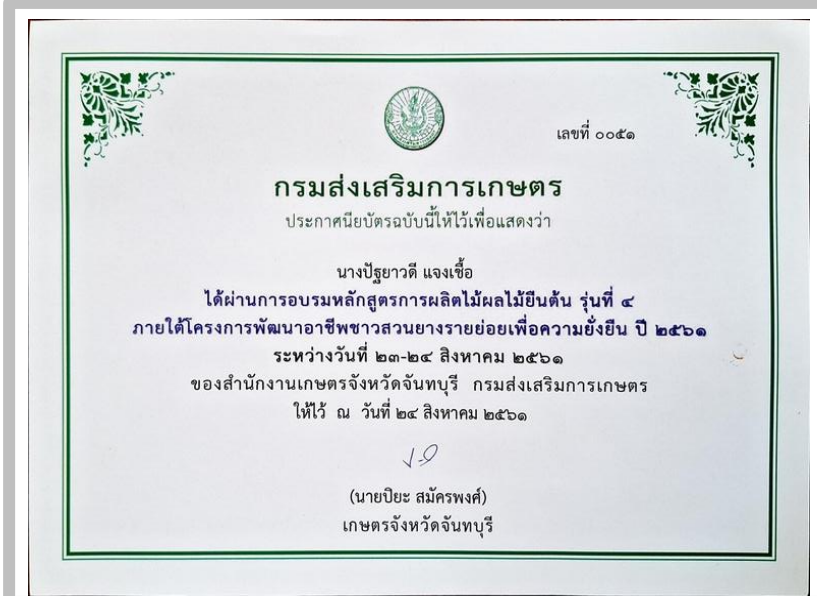 เลขที่ ๐๐๕๑
กรมส่งเสริมการเกษตร
ประกาศนียบัตรฉบับนี้ให้ไว้เพื่อแสดงว่า
นางปัฐยาวดี แจงเชื้อ
ได้ผ่านการอบรมหลักสูตรการผลิตไม้ผลไม้ยืนต้น รุ่นที่ ๔
ภายใต้โครงการพัฒนาอาชีพชาวสวนยางรายย่อยเพื่อความยั่งยืน ปี ๒๕๖๑
ระหว่างวันที่ ๒๓-๒๔ สิงหาคม ๒๕๖๑
ของสำนักงานเกษตรจังหวัดจันทบุรี กรมส่งเสริมการเกษตร
ให้ไว้ ณ วันที่ ๒๔ สิงหาคม ๒๕๖๑
(นายปิยะ สมัครพงศ์)
เกษตรจังหวัดจันทบุรี